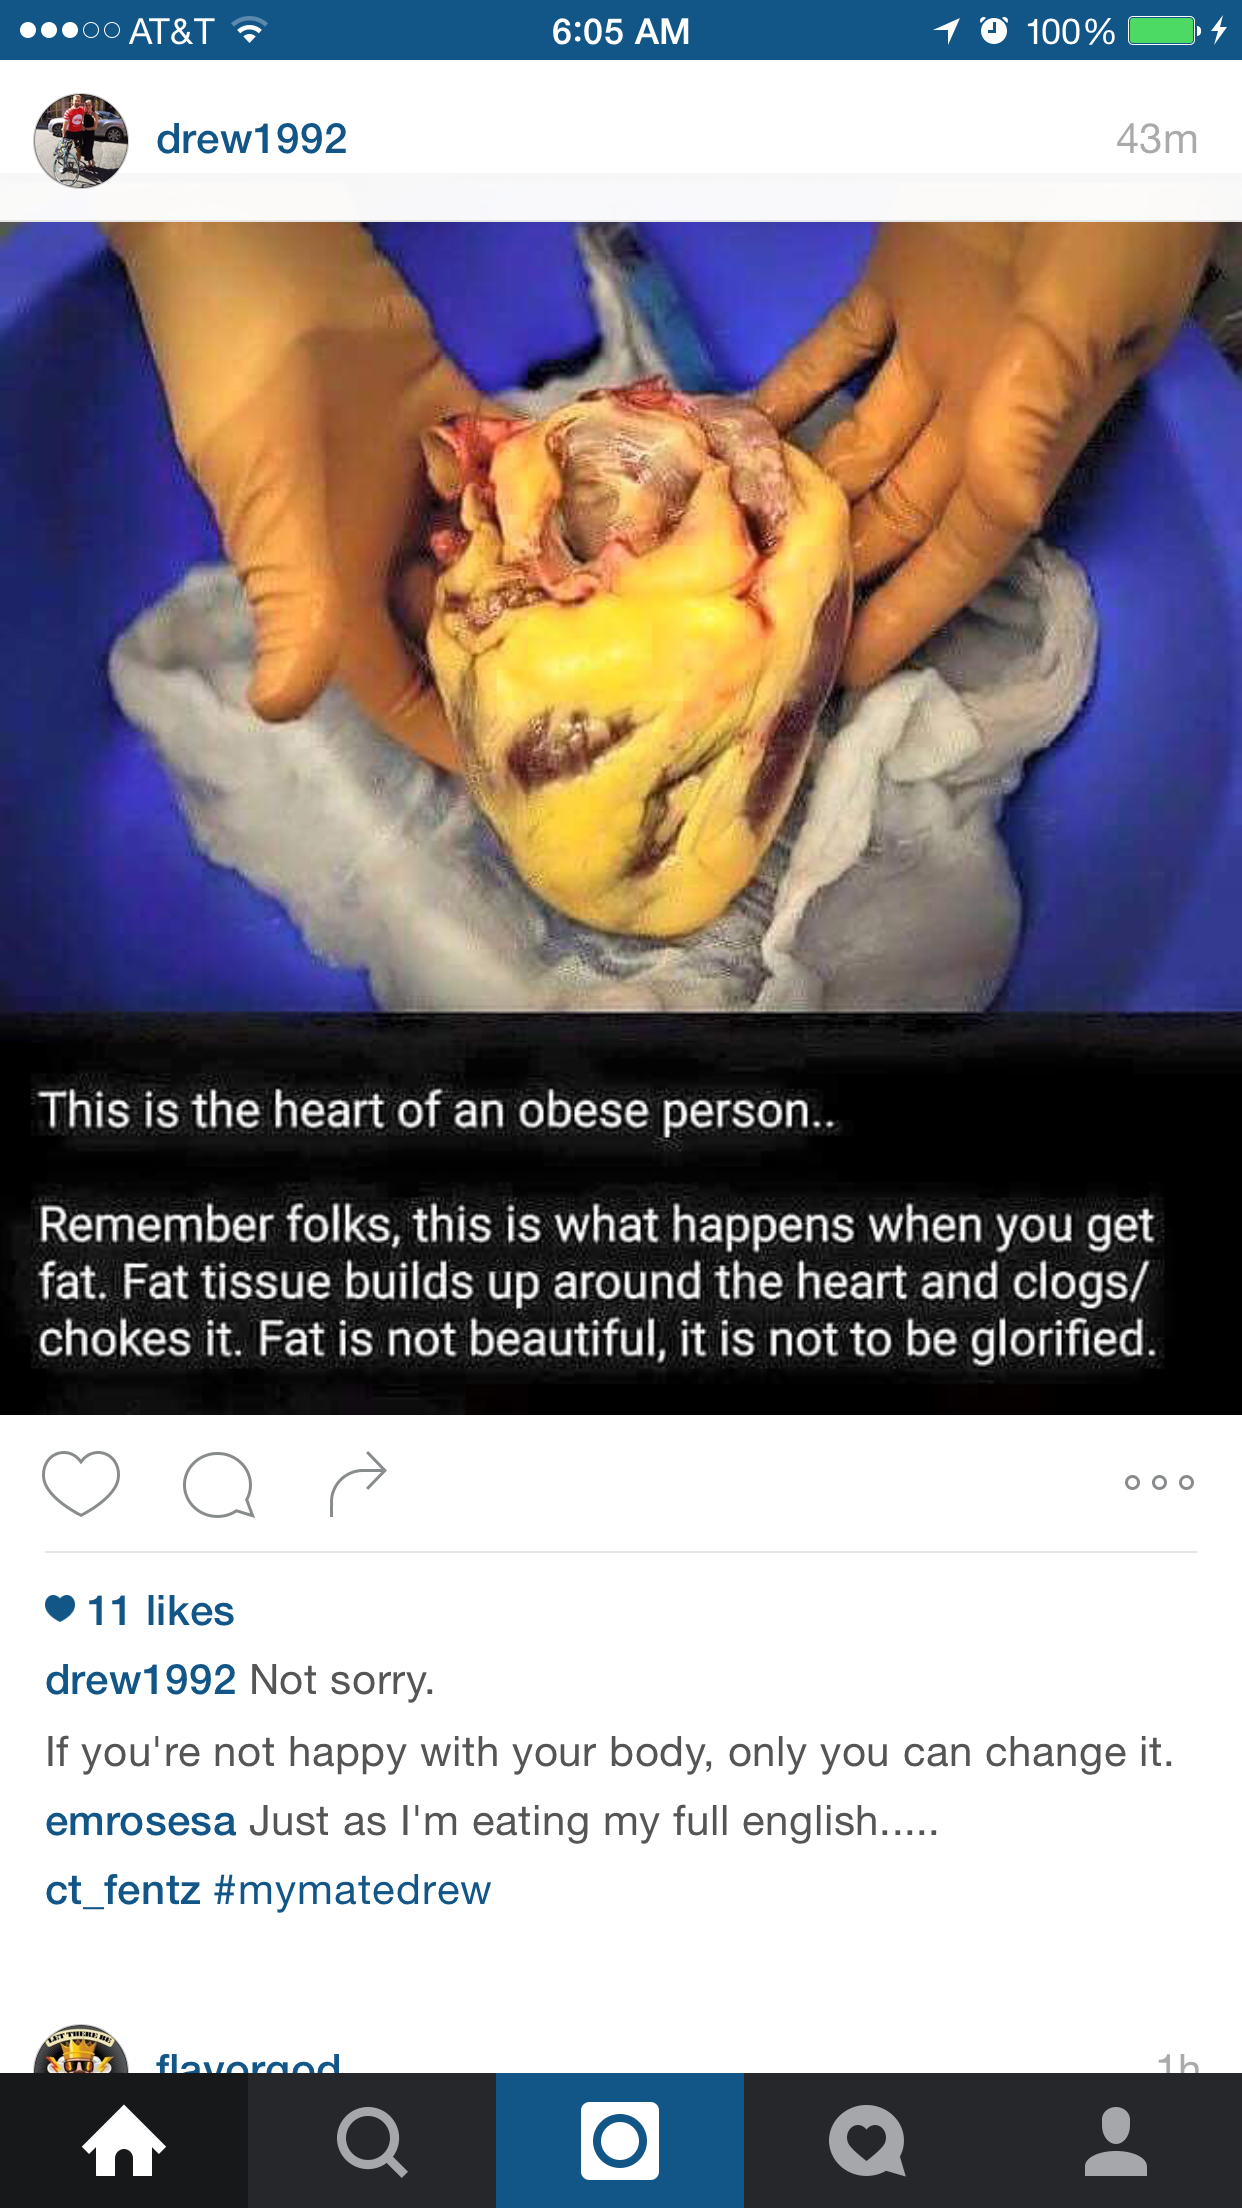 AT&T 6:05 AM 100%
drew1992 43m
This is the heart of an obese person..
Remember folks, this is what happens when you get
fat. Fat tissue builds up around the heart and clogs/
chokes it. Fat is not beautiful, it is not to be glorified.
11 likes
drew1992 Not sorry.
If you're not happy with your body, only you can change it.
emrosesa Just as I'm eating my full english.....
ct_fentz #mymatedrew
LET THERE BE
flavorgod 1h